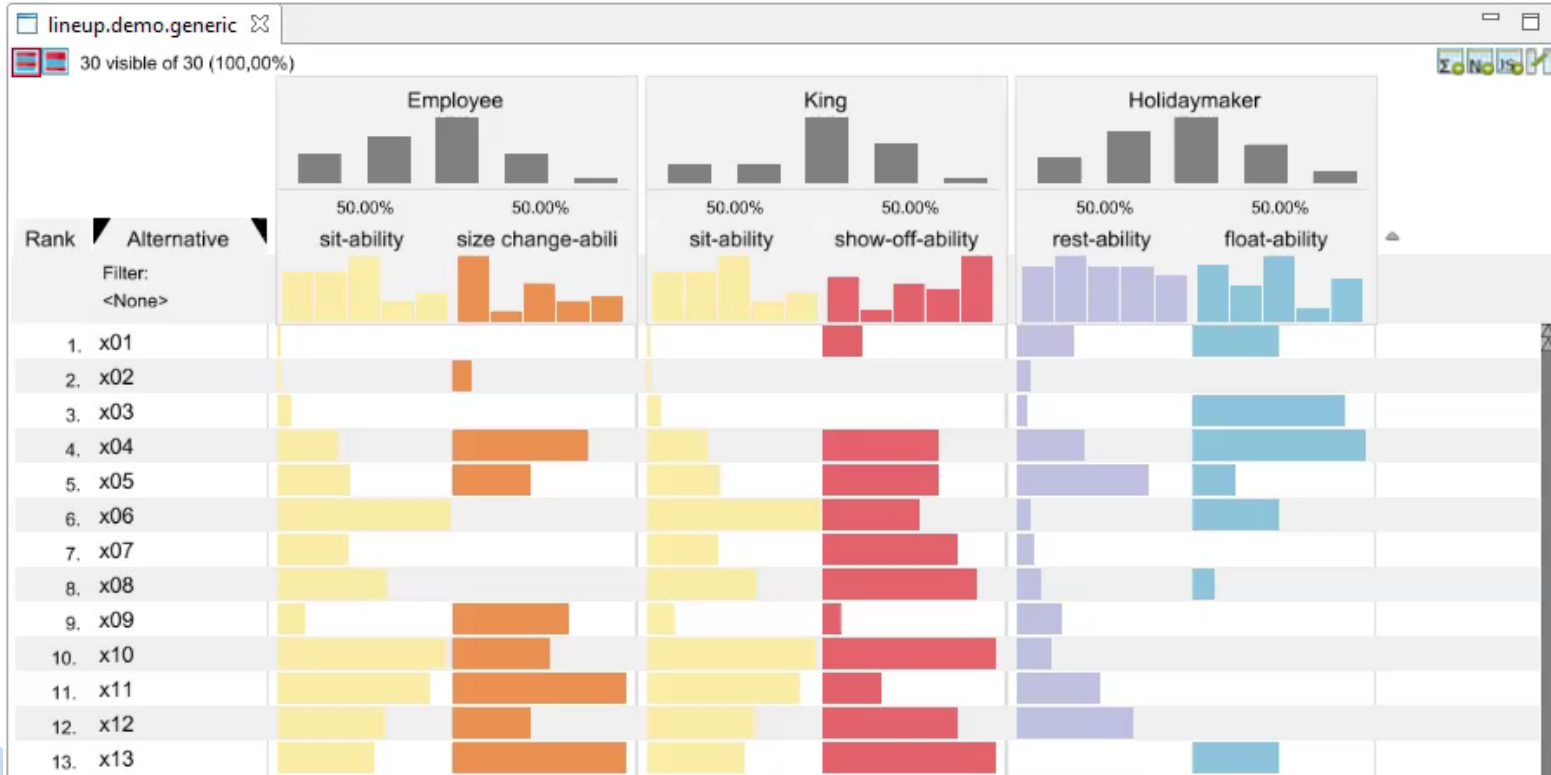 lineup.demo.generic
30 visible of 30 (100,00%)
Employee King Holidaymaker
50.00% 50.00% 50.00% 50.00% 50.00% 50.00%
Rank Alternative sit-ability size change-abili sit-ability show-off-ability rest-ability float-ability
Filter:
<None>
1. x01
2. x02
3. x03
4. x04
5. x05
6. x06
7. x07
8. x08
9. x09
10. x10
11. x11
12. x12
13. x13